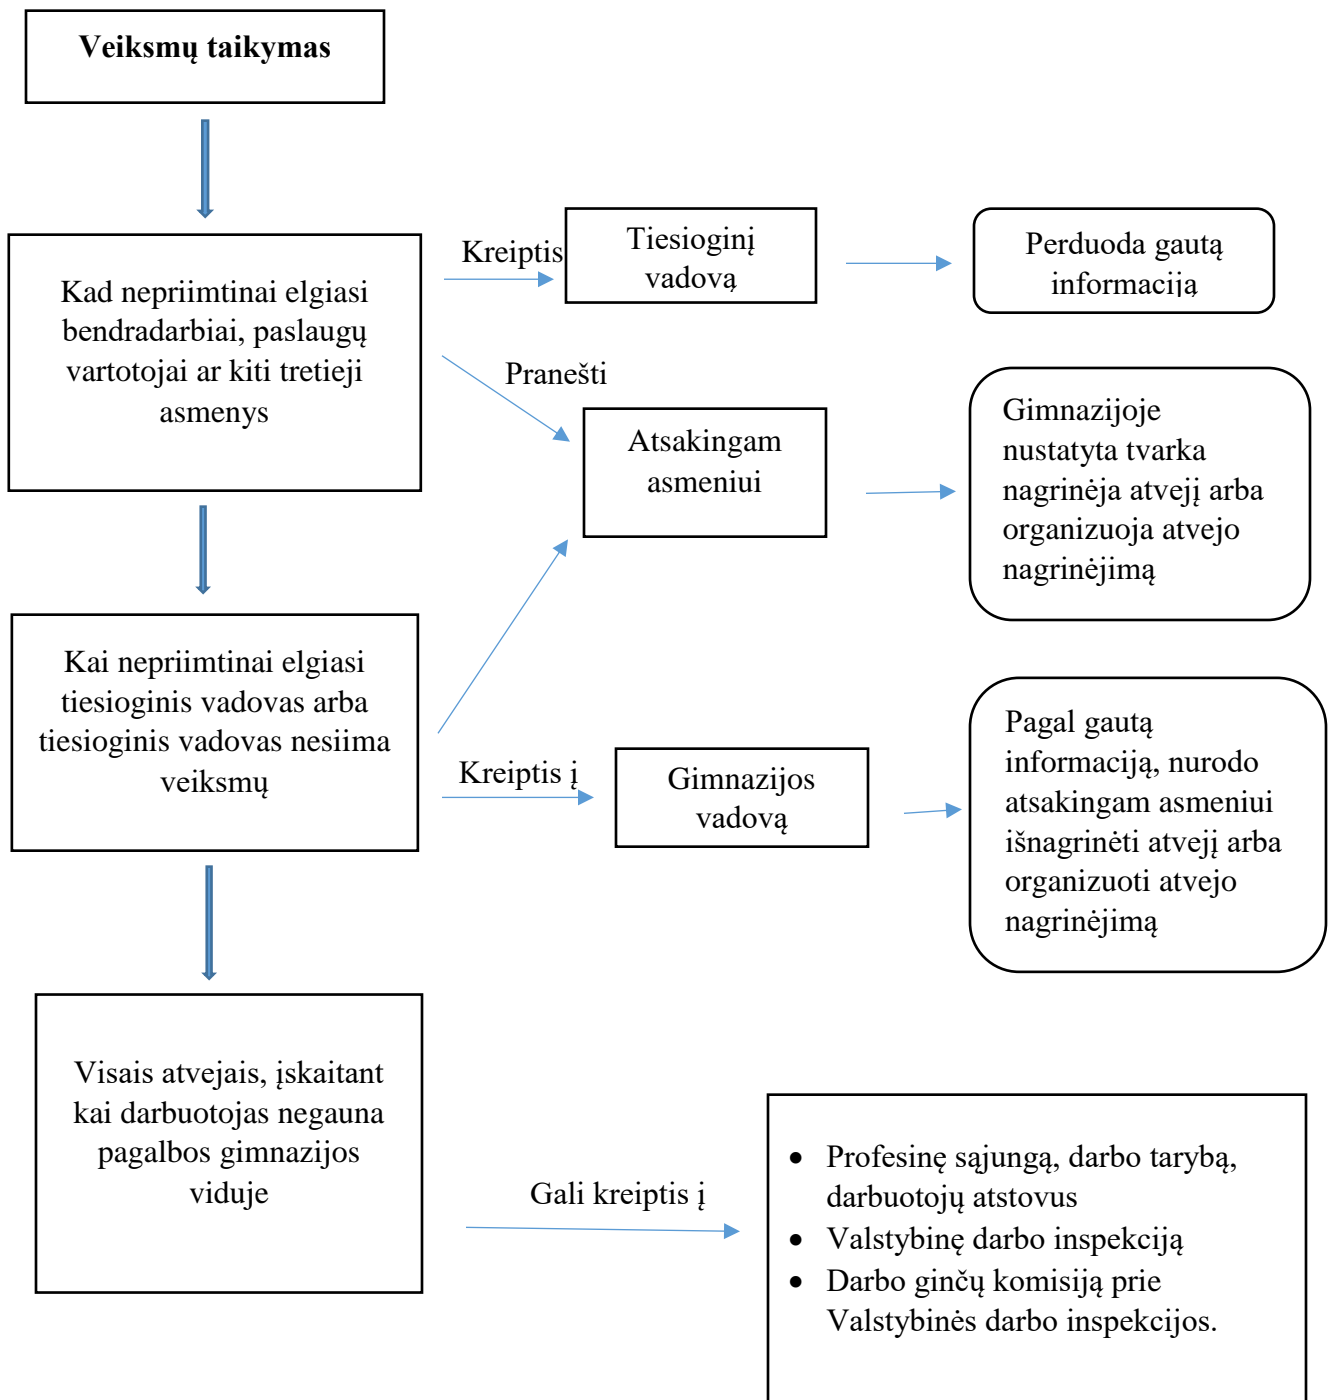 Veiksmų taikymas
Kad nepriimtinai elgiasi
bendradarbiai, paslaugų
vartotojai ar kiti tretieji
asmenys
Kreiptis
Tiesioginį
vadovą
Perduoda gautą
informaciją
Pranešti
Atsakingam
asmeniui
Gimnazijoje
nustatyta tvarka
nagrinėja atvejį arba
organizuoja atvejo
nagrinėjimą
Kai nepriimtinai elgiasi
tiesioginis vadovas arba
tiesioginis vadovas nesiima
veiksmų
Kreiptis į
Gimnazijos
vadovą
Pagal gautą
informaciją, nurodo
atsakingam asmeniui
išnagrinėti atvejį arba
organizuoti atvejo
nagrinėjimą
Visais atvejais, įskaitant
kai darbuotojas negauna
pagalbos gimnazijos
viduje
Gali kreiptis į
• Profesinę sąjungą, darbo tarybą,
darbuotojų atstovus
• Valstybinę darbo inspekciją
• Darbo ginčų komisiją prie
Valstybinės darbo inspekcijos.